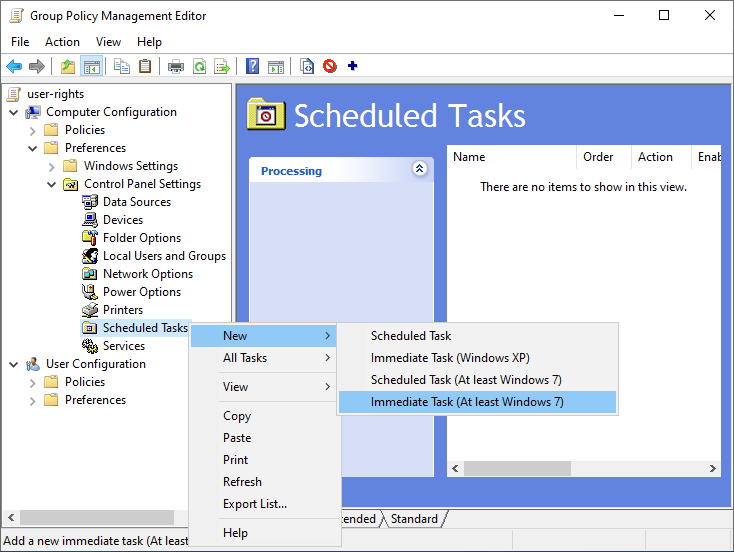 Group Policy Management Editor
File Action View Help
user-rights
Computer Configuration
Policies
Preferences
Windows Settings
Control Panel Settings
Data Sources
Devices
Folder Options
Local Users and Groups
Network Options
Power Options
Printers
Scheduled Tasks
Services
User Configuration
Policies
Preferences
Scheduled Tasks
Processing
Name Order Action Enab
There are no items to show in this view.
New
All Tasks
View
Copy
Paste
Print
Refresh
Export List...
Help
Scheduled Task
Immediate Task (Windows XP)
Scheduled Task (At least Windows 7)
Immediate Task (At least Windows 7)
tended Standard
Add a new immediate task (At least